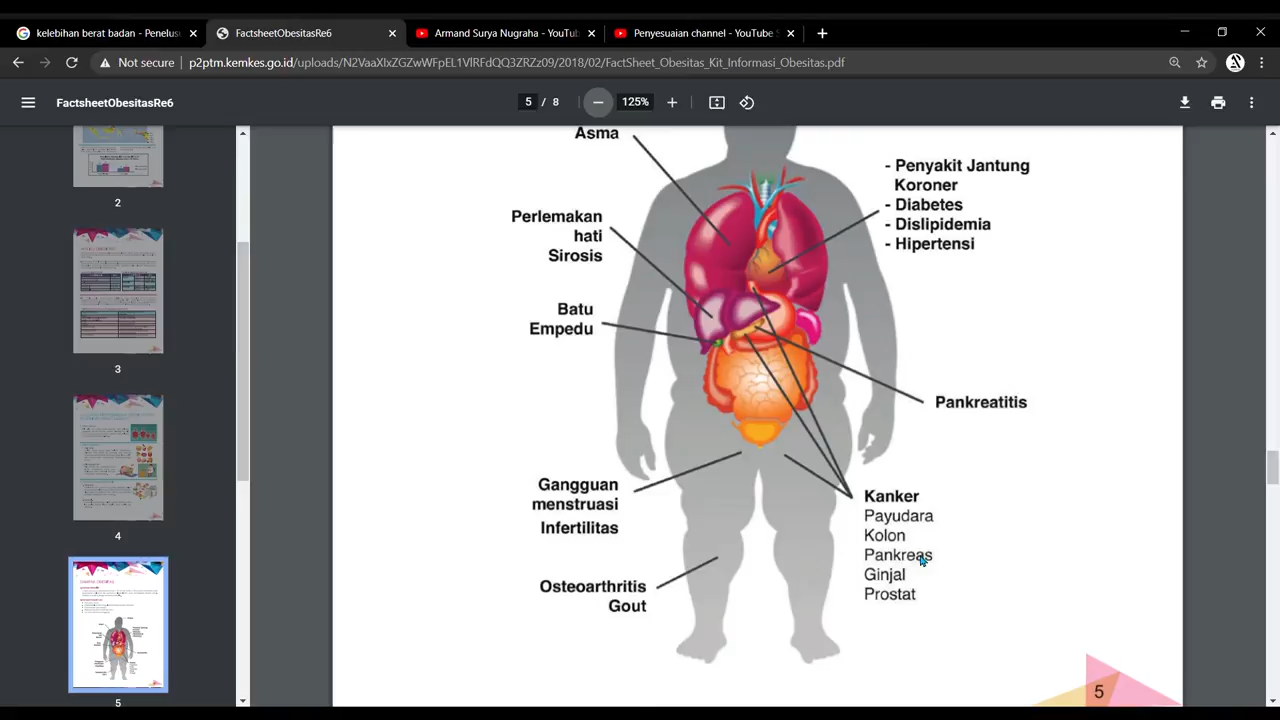 kelebihan berat badan - Penelus
FactsheetObesitasRe6
Armand Surya Nugraha - YouTub
Penyesuaian channel - YouTube S
Not secure
p2ptm.kemkes.go.id/uploads/N2VaaXlxZGZwWFpEL1VlRFdQQ3ZRZz09/2018/02/FactSheet_Obesitas_Kit_Informasi_Obesitas.pdf
FactsheetObesitasRe6
5 / 8
125%
2
3
4
5
Asma
- Penyakit Jantung
Koroner
- Diabetes
- Dislipidemia
- Hipertensi
Perlemakan
hati
Sirosis
Batu
Empedu
Pankreatitis
Gangguan
menstruasi
Infertilitas
Kanker
Payudara
Kolon
Pankreas
Ginjal
Prostat
Osteoarthritis
Gout
5